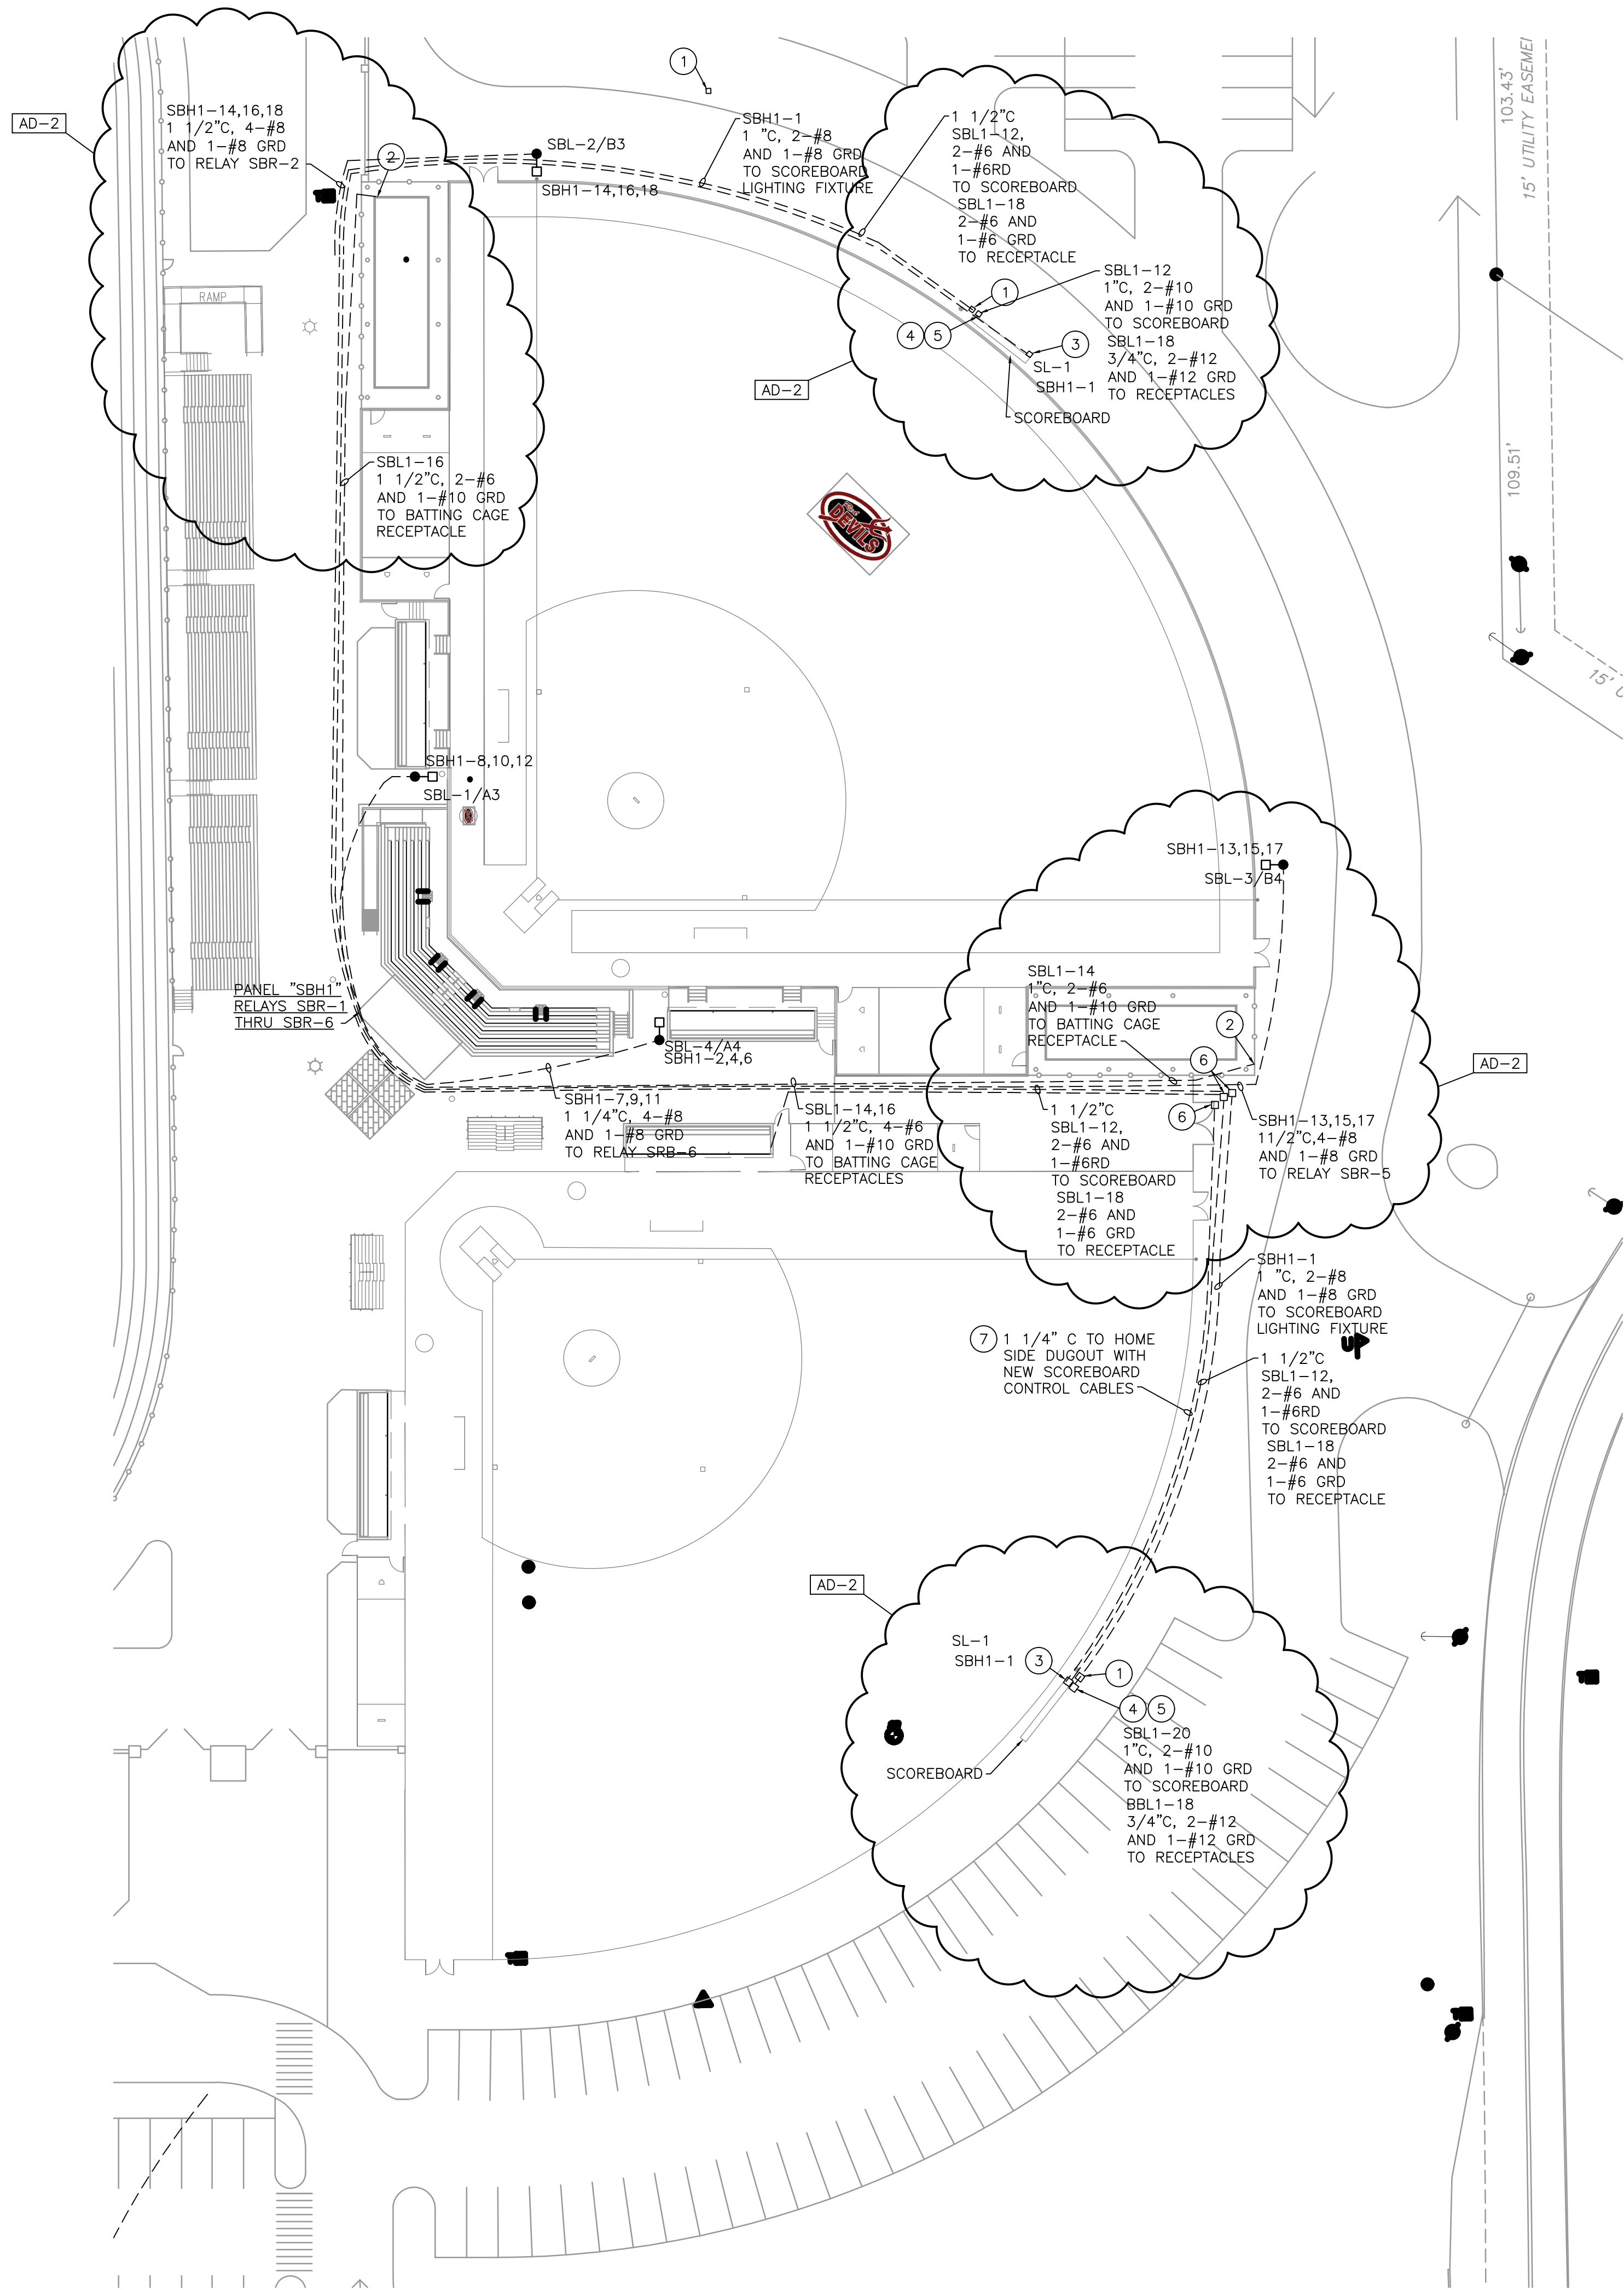 1
AD-2
SBH1-14,16,18
1 1/2"C, 4-#8
AND 1-#8 GRD
TO RELAY SBR-2
2
SBL-2/B3
SBH1-14,16,18
SBH1-1
1 "C, 2-#8
AND 1-#8 GRD
TO SCOREBOARD
LIGHTING FIXTURE
1 1/2"C
SBL1-12,
2-#6 AND
1-#6RD
TO SCOREBOARD
SBL1-18
2-#6 AND
1-#6 GRD
TO RECEPTACLE
103.43'
15' UTILITY EASEMEN
SBL1-12
1"C, 2-#10
AND 1-#10 GRD
TO SCOREBOARD
SBL1-18
3/4"C, 2-#12
AND 1-#12 GRD
TO RECEPTACLES
1
4 5
3
SL-1
SBH1-1
SCOREBOARD
AD-2
RAMP
109.51'
SBL1-16
1 1/2"C, 2-#6
AND 1-#10 GRD
TO BATTING CAGE
RECEPTACLE
DEVILS
15' U
SBH1-8,10,12
SBL-1/A3
SBH1-13,15,17
SBL-3/B4
PANEL "SBH1"
RELAYS SBR-1
THRU SBR-6
SBL1-14
1"C, 2-#6
AND 1-#10 GRD
TO BATTING CAGE
RECEPTACLE
2
6
6
AD-2
SBL-4/A4
SBH1-2,4,6
SBH1-7,9,11
1 1/4"C, 4-#8
AND 1-#8 GRD
TO RELAY SRB-6
SBL1-14,16
1 1/2"C, 4-#6
AND 1-#10 GRD
TO BATTING CAGE
RECEPTACLES
1 1/2"C
SBL1-12,
2-#6 AND
1-#6RD
TO SCOREBOARD
SBL1-18
2-#6 AND
1-#6 GRD
TO RECEPTACLE
SBH1-13,15,17
11/2"C,4-#8
AND 1-#8 GRD
TO RELAY SBR-5
SBH1-1
1 "C, 2-#8
AND 1-#8 GRD
TO SCOREBOARD
LIGHTING FIXTURE
UP
7 1 1/4" C TO HOME
SIDE DUGOUT WITH
NEW SCOREBOARD
CONTROL CABLES
1 1/2"C
SBL1-12,
2-#6 AND
1-#6RD
TO SCOREBOARD
SBL1-18
2-#6 AND
1-#6 GRD
TO RECEPTACLE
AD-2
SL-1
SBH1-1
3
1
4 5
SBL1-20
1"C, 2-#10
AND 1-#10 GRD
TO SCOREBOARD
BBL1-18
3/4"C, 2-#12
AND 1-#12 GRD
TO RECEPTACLES
SCOREBOARD